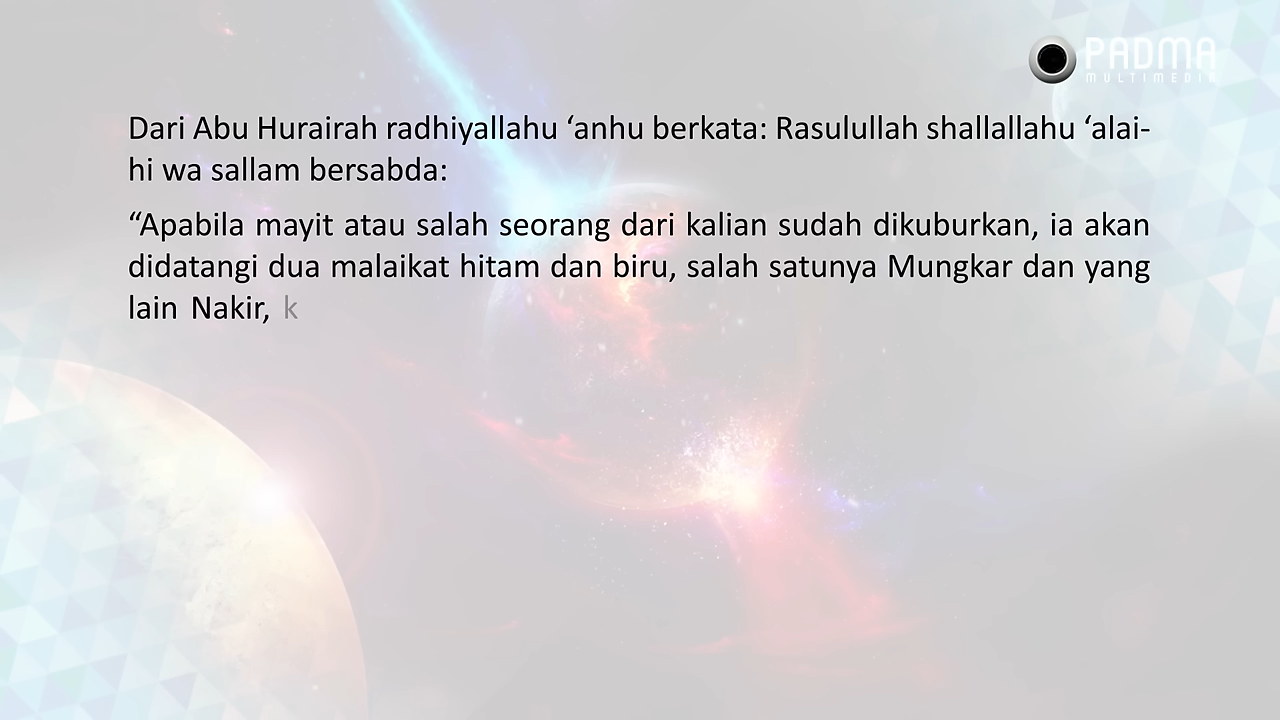 PADMA
MULTIMEDIA
Dari Abu Hurairah radhiyallahu ‘anhu berkata: Rasulullah shallallahu ‘alai-
hi wa sallam bersabda:
“Apabila mayit atau salah seorang dari kalian sudah dikuburkan, ia akan
didatangi dua malaikat hitam dan biru, salah satunya Mungkar dan yang
lain Nakir, k